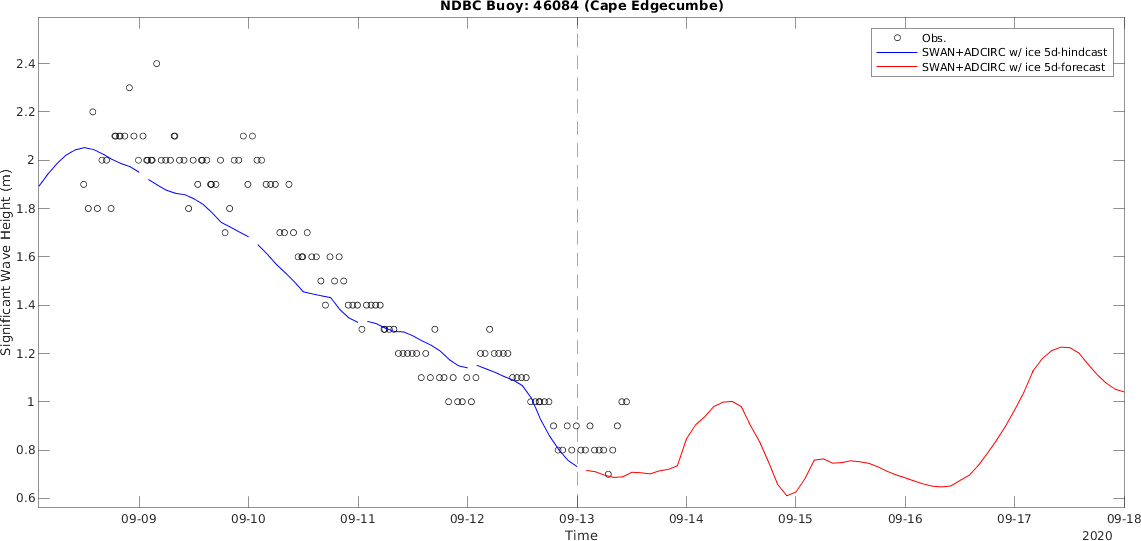 NDBC Buoy: 46084 (Cape Edgecumbe)
Obs.
SWAN+ADCIRC w/ ice 5d-hindcast
SWAN+ADCIRC w/ ice 5d-forecast
Significant Wave Height (m)
2.4
2.2
2
1.8
1.6
1.4
1.2
1
0.8
0.6
09-09 09-10 09-11 09-12 09-13 09-14 09-15 09-16 09-17 09-18
Time
2020